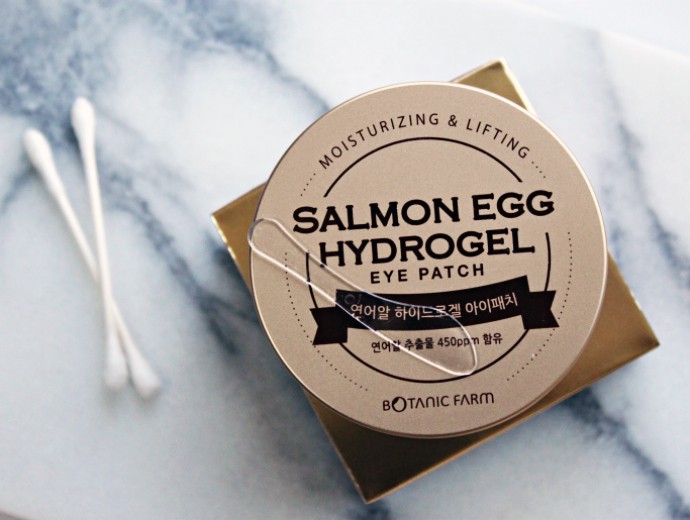 MOISTURIZING & LIFTING
SALMON EGG
HYDROGEL
EYE PATCH
연어알 하이드로겔 아이패치
연어알 추출물 450ppm 함유
BOTANIC FARM